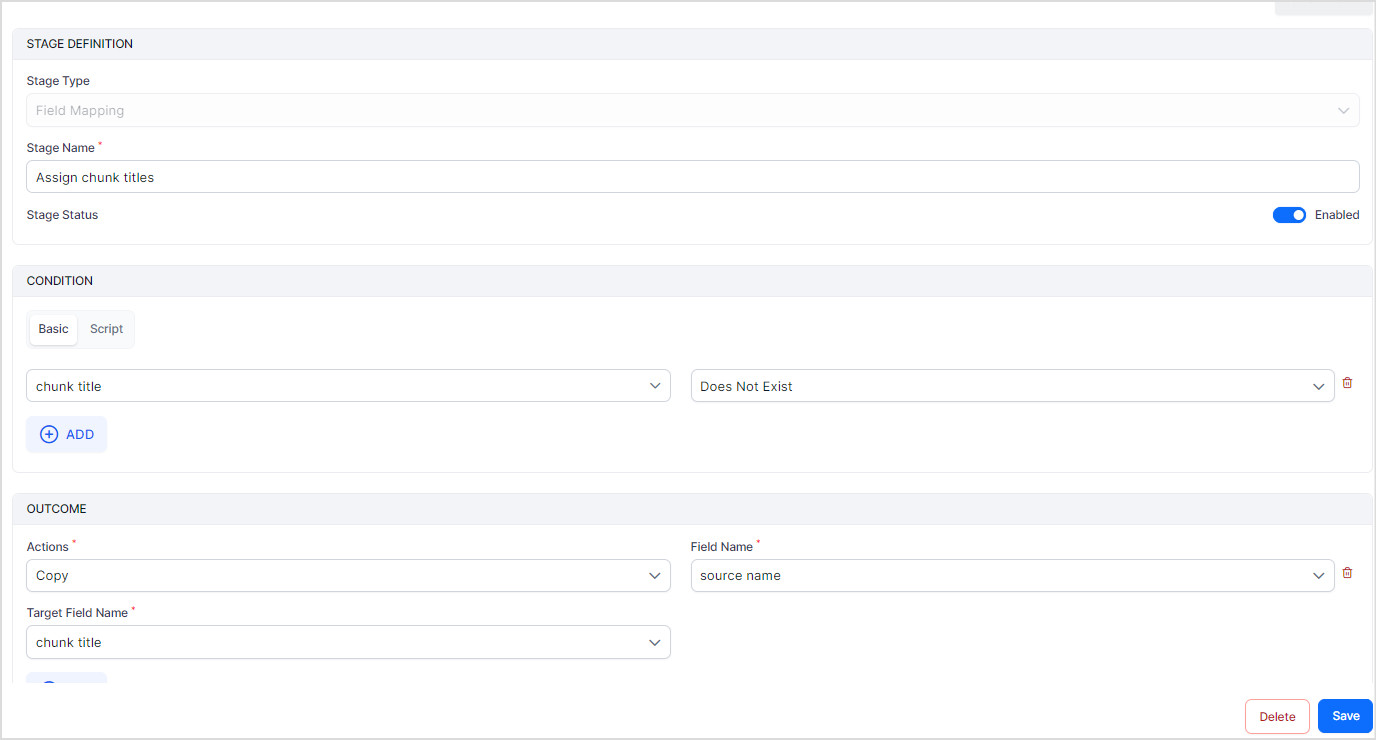 STAGE DEFINITION
Stage Type
Field Mapping
Stage Name *
Assign chunk titles
Stage Status
Enabled
CONDITION
Basic Script
chunk title Does Not Exist
ADD
OUTCOME
Actions * Field Name *
Copy source name
Target Field Name *
chunk title
Delete Save